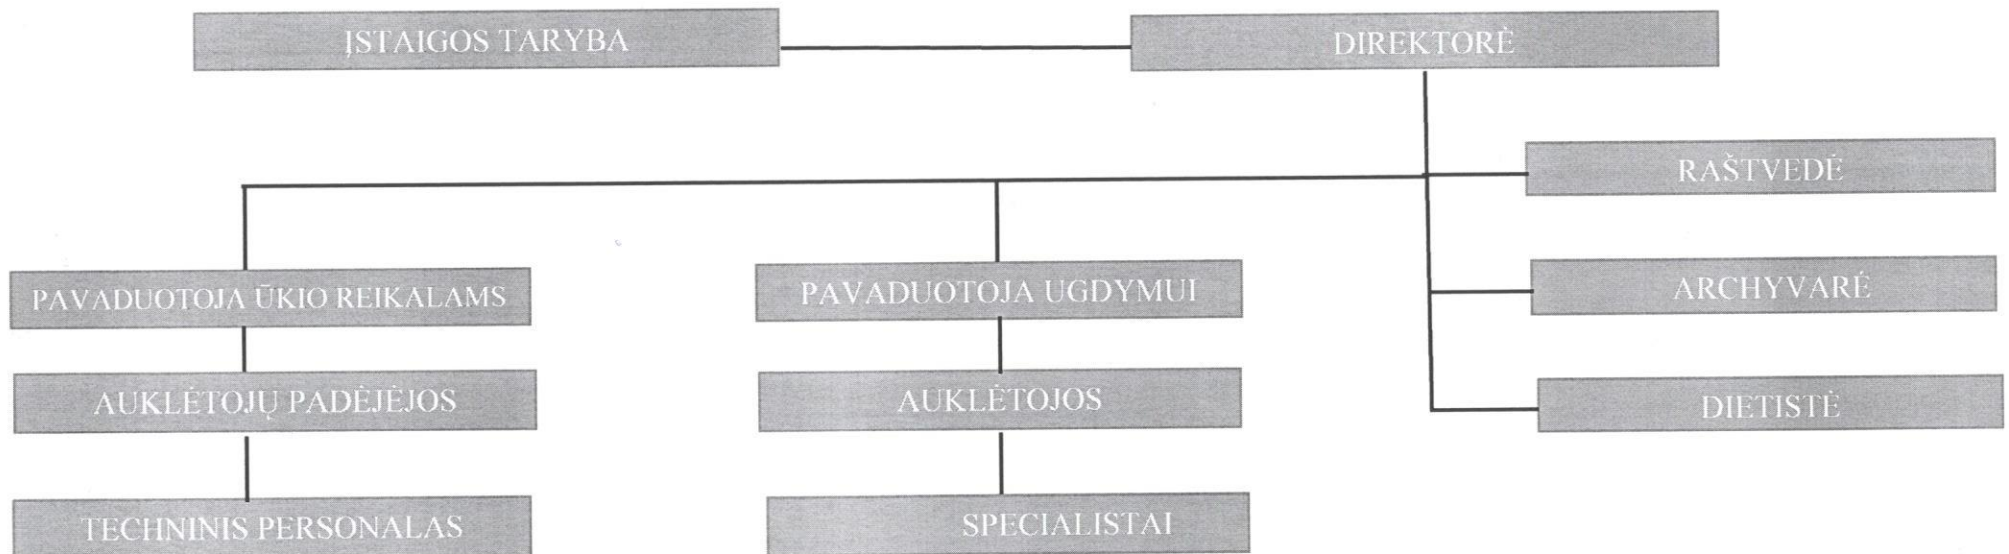 ĮSTAIGOS TARYBA
DIREKTORĖ
RAŠTVEDĖ
PAVADUOTOJA ŪKIO REIKALAMS
PAVADUOTOJA UGDYMUI
ARCHYVARĖ
AUKLĖTOJŲ PADĖJĖJOS
AUKLĖTOJOS
DIETISTĖ
TECHNINIS PERSONALAS
SPECIALISTAI